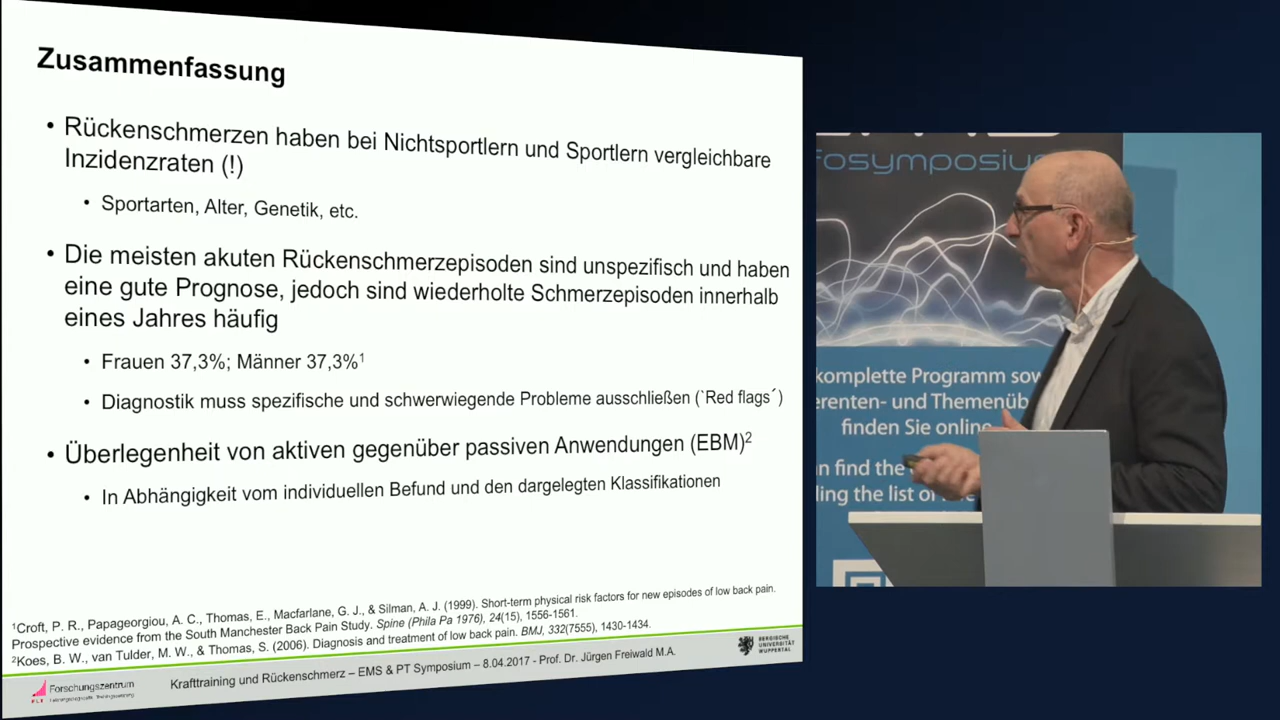 Zusammenfassung
• Rückenschmerzen haben bei Nichtsportlern und Sportlern vergleichbare
Inzidenzraten (!)
• Sportarten, Alter, Genetik, etc.
• Die meisten akuten Rückenschmerzepisoden sind unspezifisch und haben
eine gute Prognose, jedoch sind wiederholte Schmerzepisoden innerhalb
eines Jahres häufig
• Frauen 37,3%; Männer 37,3%¹
• Diagnostik muss spezifische und schwerwiegende Probleme ausschließen (`Red flags´)
• Überlegenheit von aktiven gegenüber passiven Anwendungen (EBM)²
• In Abhängigkeit vom individuellen Befund und den dargelegten Klassifikationen
¹Croft, P. R., Papageorgiou, A. C., Thomas, E., Macfarlane, G. J., & Silman, A. J. (1999). Short-term physical risk factors for new episodes of low back pain.
Prospective evidence from the South Manchester Back Pain Study. Spine (Phila Pa 1976), 24(15), 1556-1561.
²Koes, B. W., van Tulder, M. W., & Thomas, S. (2006). Diagnosis and treatment of low back pain. BMJ, 332(7555), 1430-1434.
Forschungszentrum
Krafttraining und Rückenschmerz – EMS & PT Symposium – 8.04.2017 - Prof. Dr. Jürgen Freiwald M.A.
BERGISCHE
UNIVERSITÄT
WUPPERTAL
fosymposium
komplette Programm sow
erenten- und Themenüb
finden Sie online
n find the
ling the list of